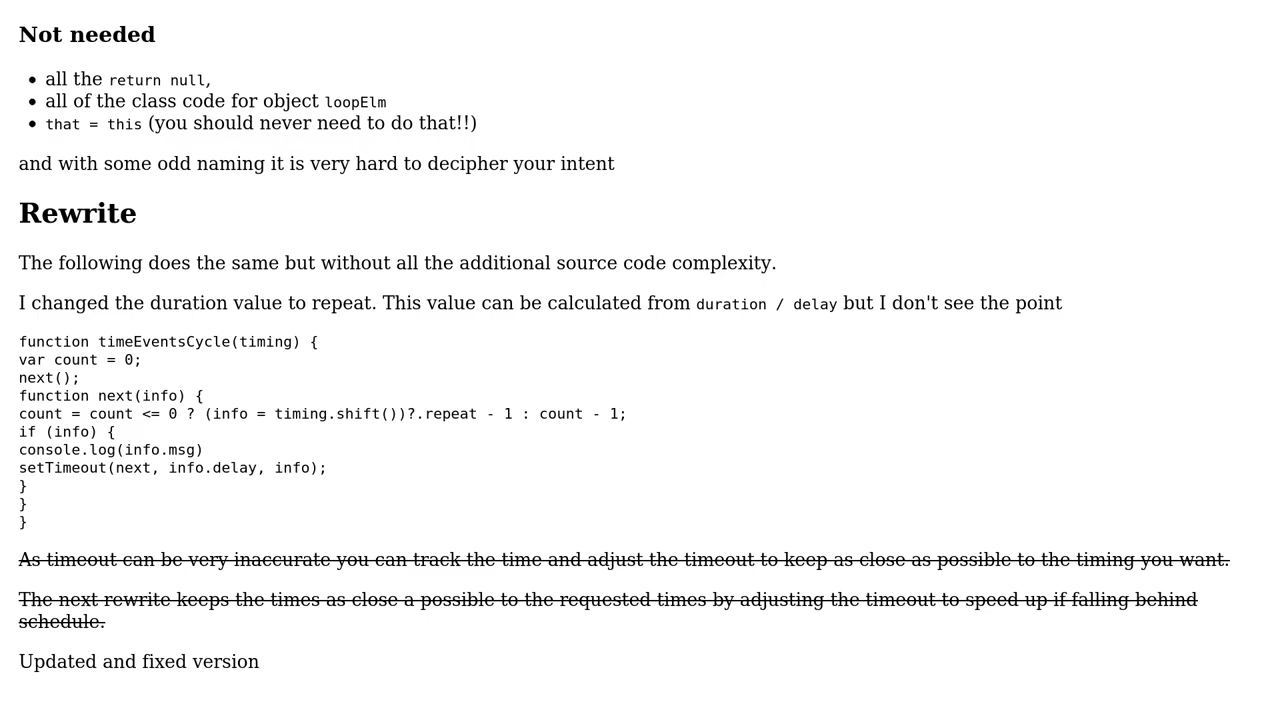 Not needed
• all the return null,
• all of the class code for object loopElm
• that = this (you should never need to do that!!)
and with some odd naming it is very hard to decipher your intent
Rewrite
The following does the same but without all the additional source code complexity.
I changed the duration value to repeat. This value can be calculated from duration / delay but I don't see the point
function timeEventsCycle(timing) {
var count = 0;
next();
function next(info) {
count = count <= 0 ? (info = timing.shift())?.repeat - 1 : count - 1;
if (info) {
console.log(info.msg)
setTimeout(next, info.delay, info);
}
}
}
As timeout can be very inaccurate you can track the time and adjust the timeout to keep as close as possible to the timing you want.
The next rewrite keeps the times as close a possible to the requested times by adjusting the timeout to speed up if falling behind
schedule.
Updated and fixed version